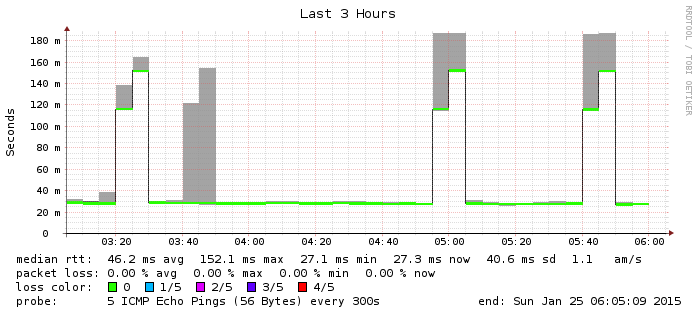 Last 3 Hours
RRDTOOL / TOBI OETIKER
Seconds
180 m
160 m
140 m
120 m
100 m
80 m
60 m
40 m
20 m
0
03:20 03:40 04:00 04:20 04:40 05:00 05:20 05:40 06:00
median rtt: 46.2 ms avg 152.1 ms max 27.1 ms min 27.3 ms now 40.6 ms sd 1.1 am/s
packet loss: 0.00 % avg 0.00 % max 0.00 % min 0.00 % now
loss color: 0 1/5 2/5 3/5 4/5
probe: 5 ICMP Echo Pings (56 Bytes) every 300s end: Sun Jan 25 06:05:09 2015